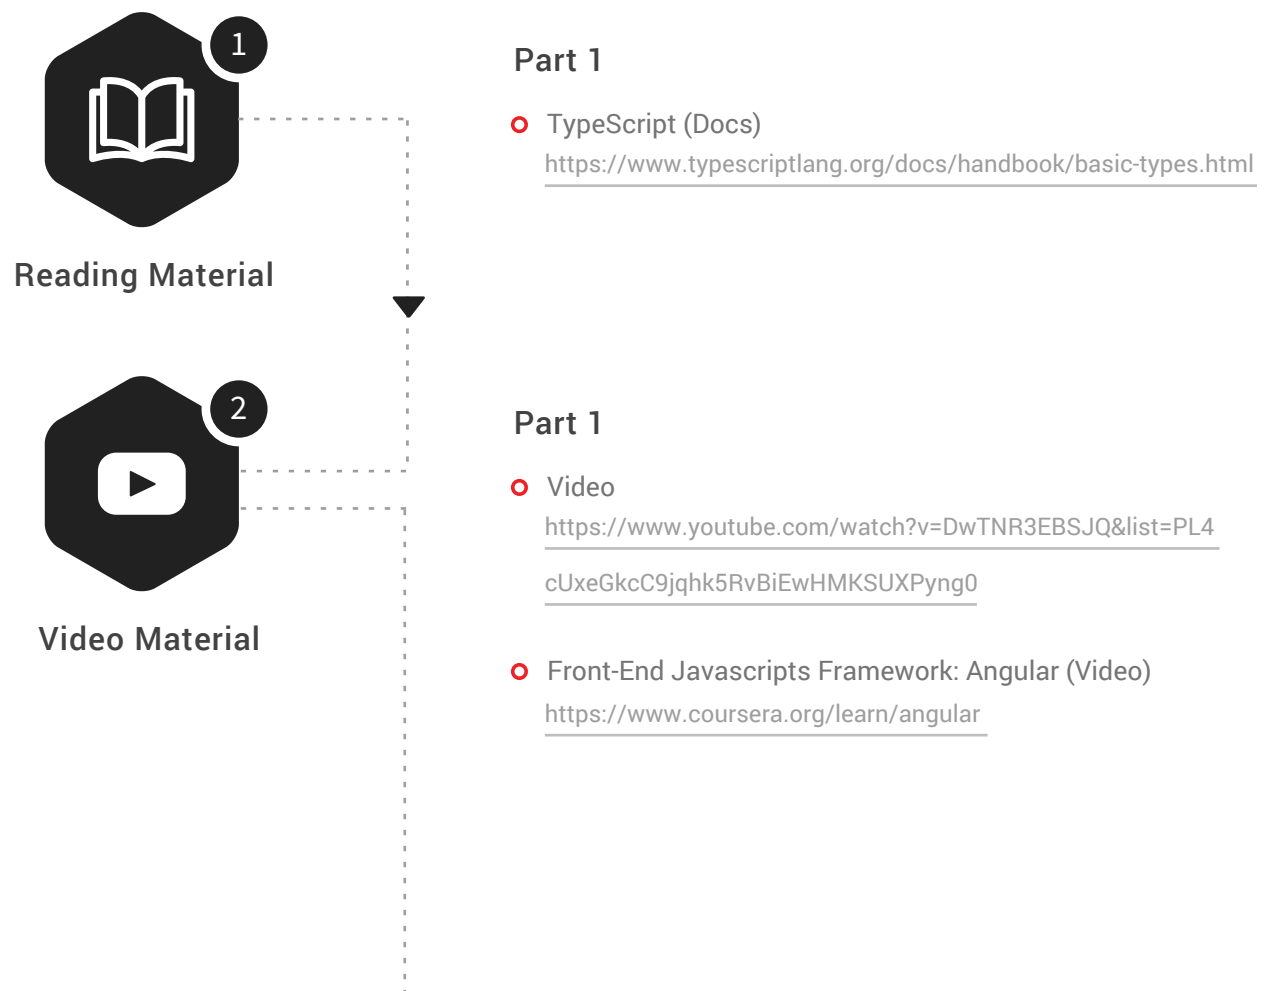 1
Reading Material
Part 1
TypeScript (Docs)
https://www.typescriptlang.org/docs/handbook/basic-types.html
2
Video Material
Part 1
Video
https://www.youtube.com/watch?v=DwTNR3EBSJQ&list=PL4
cUxeGkcC9jqhk5RvBiEwHMKSUXPyng0
Front-End Javascripts Framework: Angular (Video)
https://www.coursera.org/learn/angular